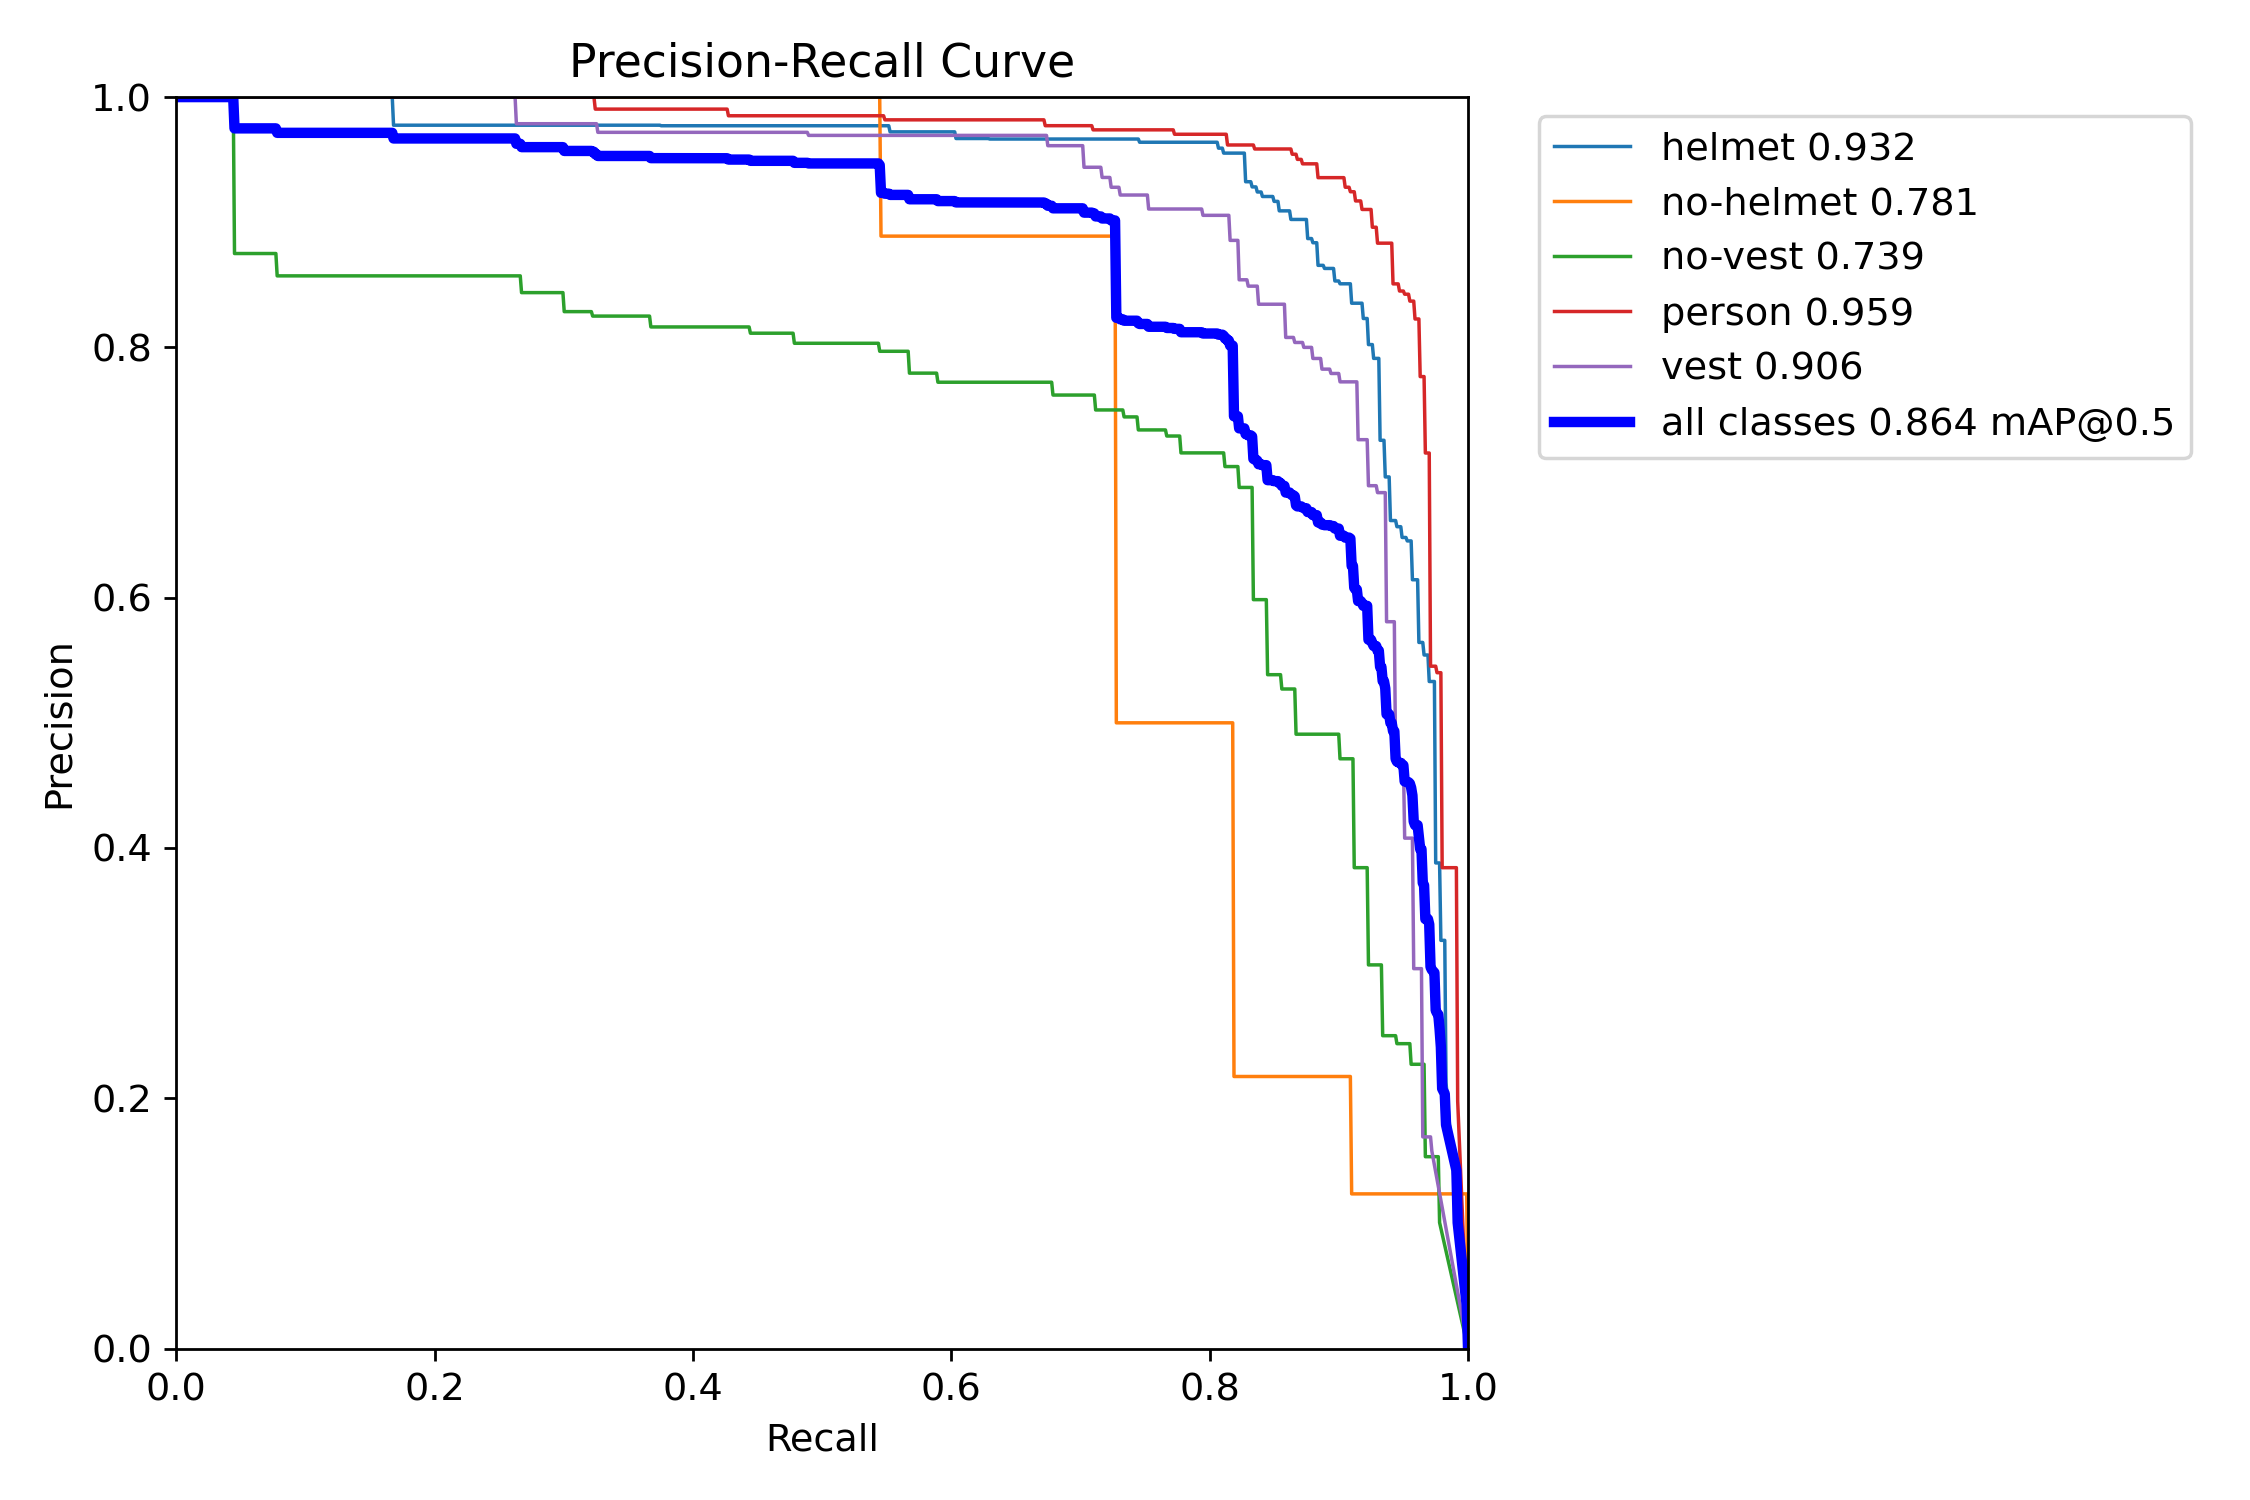 Precision-Recall Curve
1.0
0.8
0.6
0.4
0.2
0.0
Precision
0.0 0.2 0.4 0.6 0.8 1.0
Recall
helmet 0.932
no-helmet 0.781
no-vest 0.739
person 0.959
vest 0.906
all classes 0.864 mAP@0.5